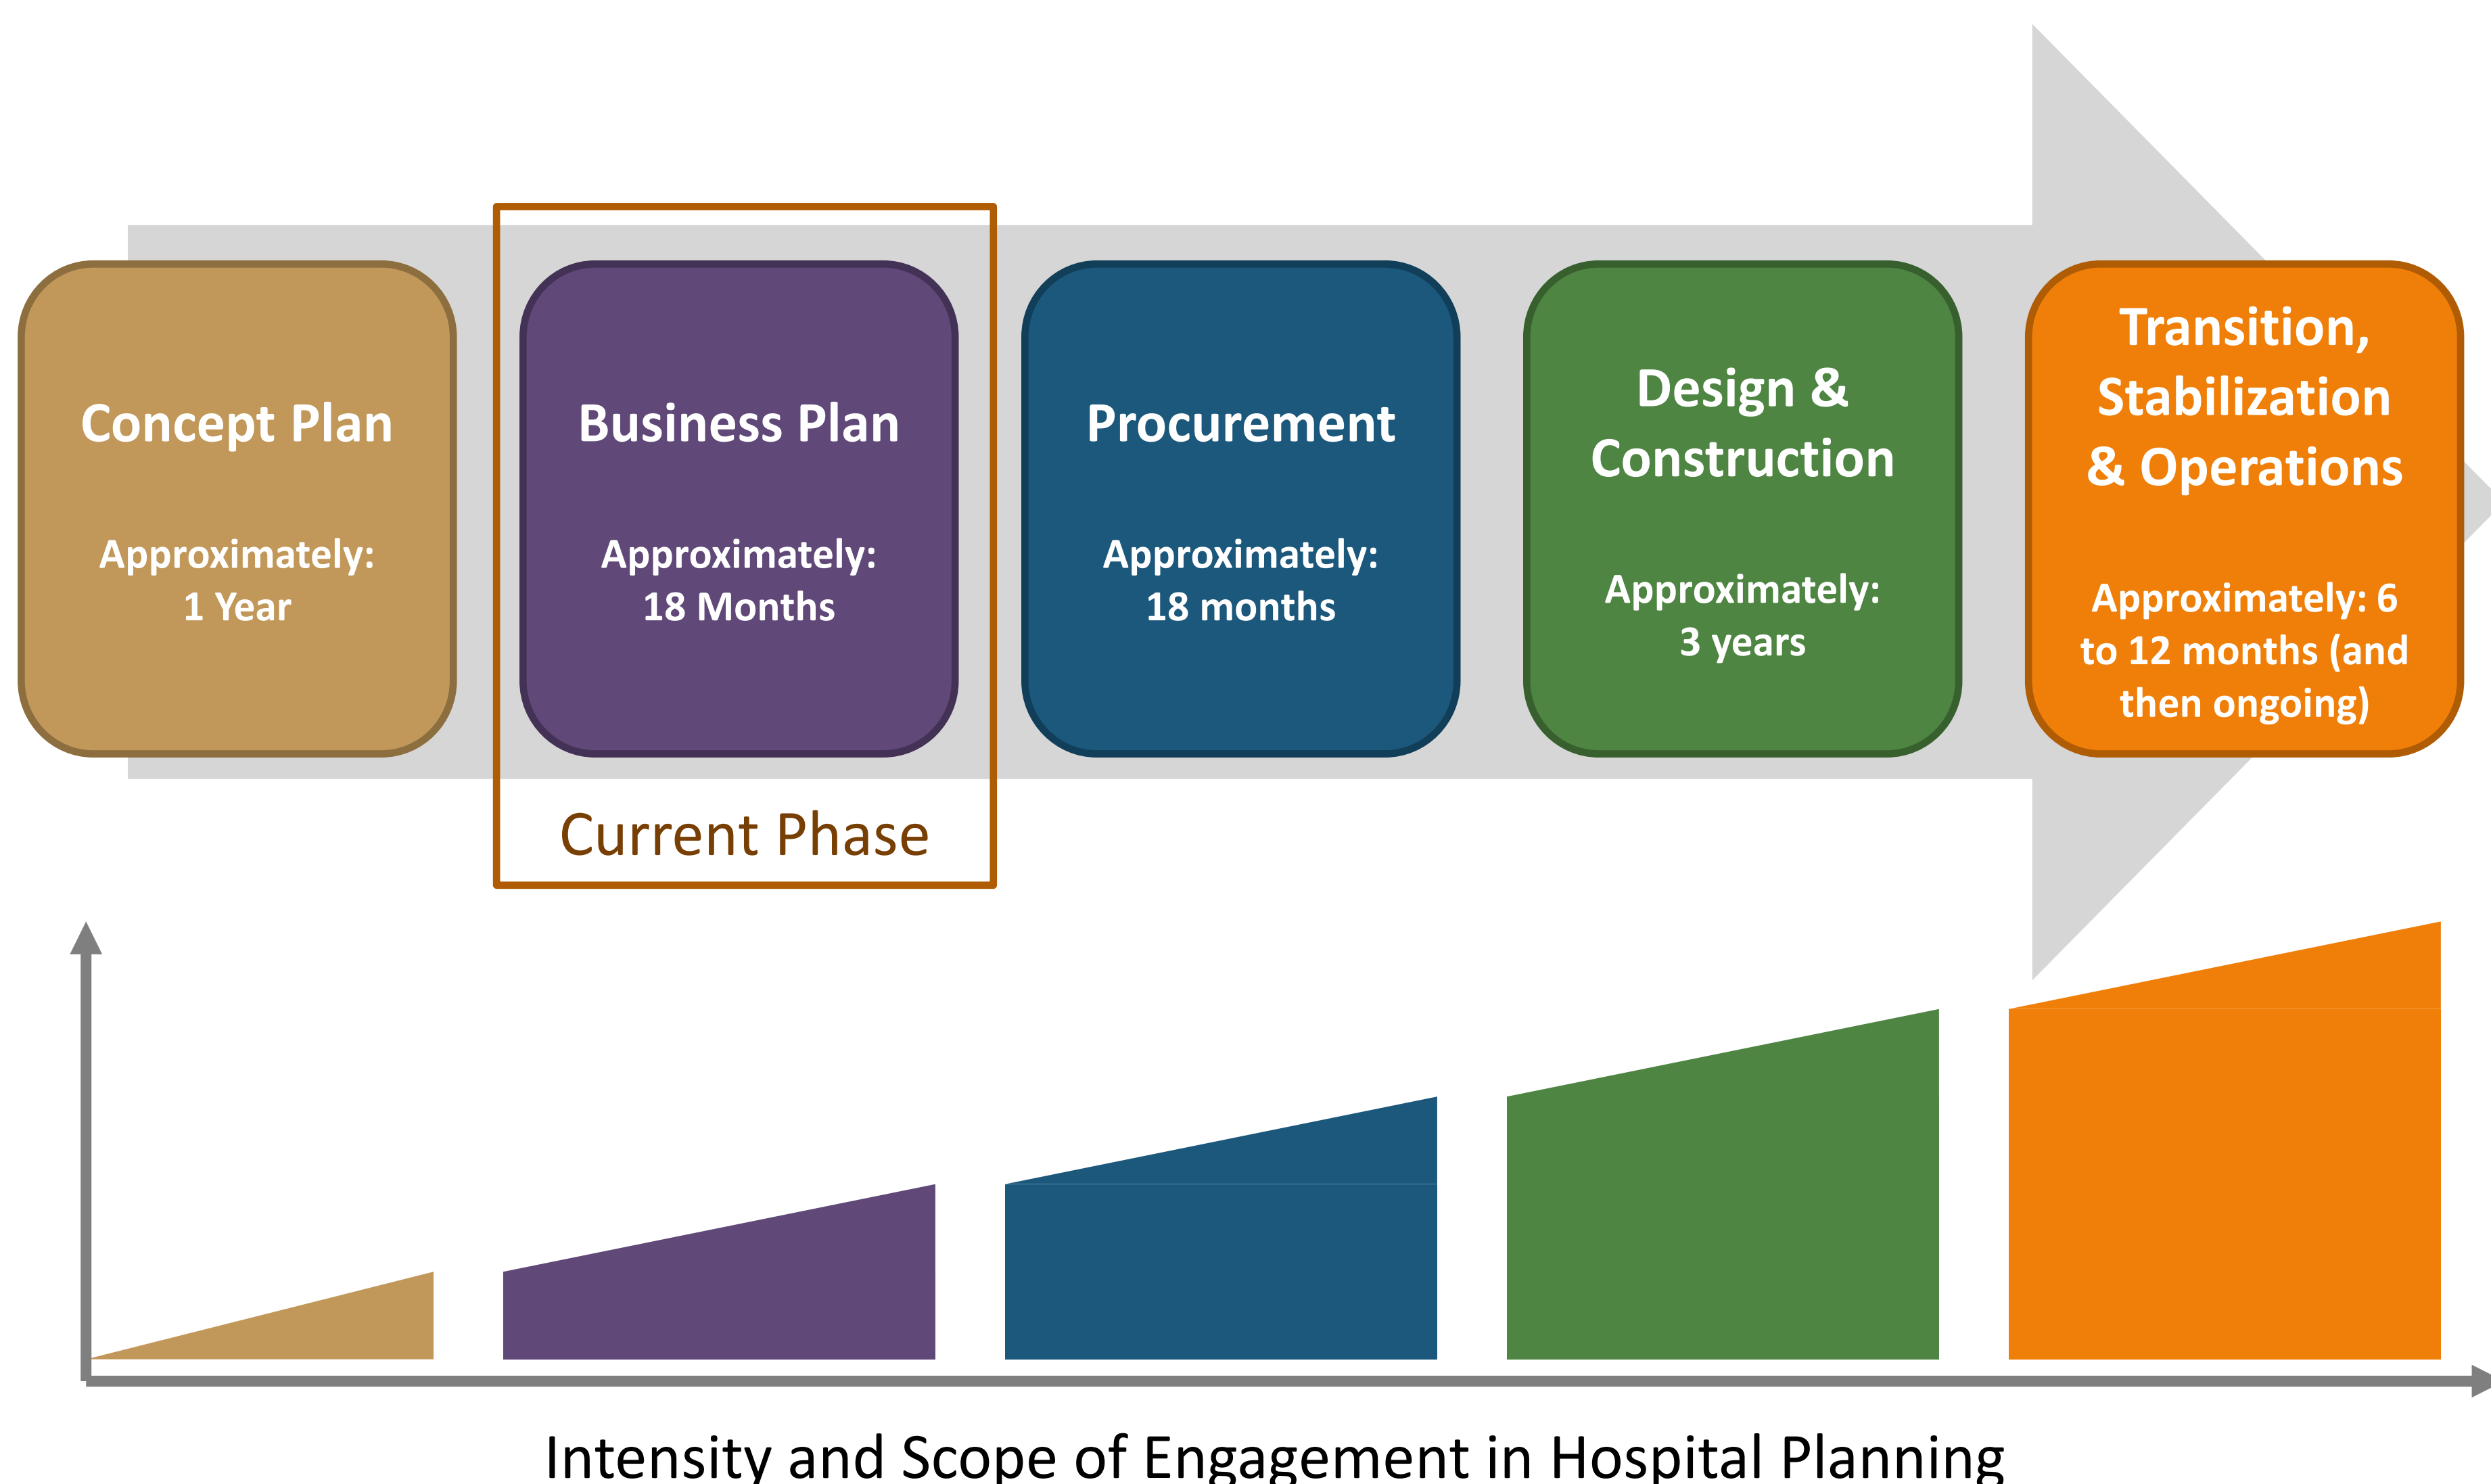 Concept Plan
Approximately:
1 Year
Business Plan
Approximately:
18 Months
Current Phase
Procurement
Approximately:
18 months
Design &
Construction
Approximately:
3 years
Transition,
Stabilization
& Operations
Approximately: 6
to 12 months (and
then ongoing)
Intensity and Scope of Engagement in Hospital Planning